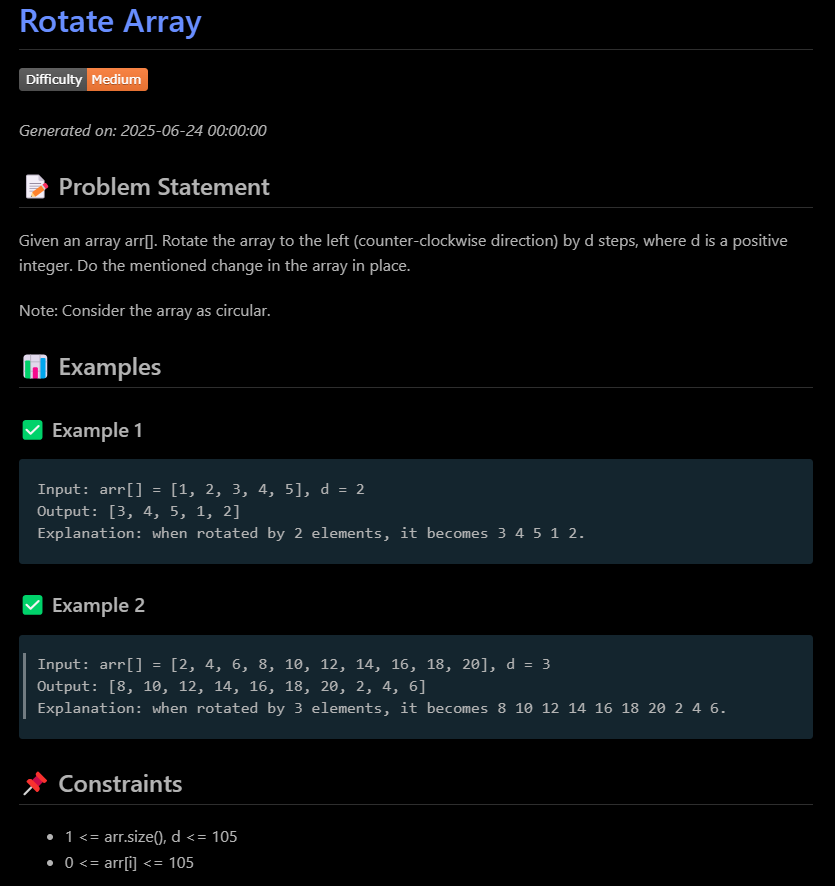 Rotate Array
Difficulty Medium
Generated on: 2025-06-24 00:00:00
Problem Statement
Given an array arr[]. Rotate the array to the left (counter-clockwise direction) by d steps, where d is a positive
integer. Do the mentioned change in the array in place.
Note: Consider the array as circular.
Examples
Example 1
Input: arr[] = [1, 2, 3, 4, 5], d = 2
Output: [3, 4, 5, 1, 2]
Explanation: when rotated by 2 elements, it becomes 3 4 5 1 2.
Example 2
Input: arr[] = [2, 4, 6, 8, 10, 12, 14, 16, 18, 20], d = 3
Output: [8, 10, 12, 14, 16, 18, 20, 2, 4, 6]
Explanation: when rotated by 3 elements, it becomes 8 10 12 14 16 18 20 2 4 6.
Constraints
• 1 <= arr.size(), d <= 105
• 0 <= arr[i] <= 105